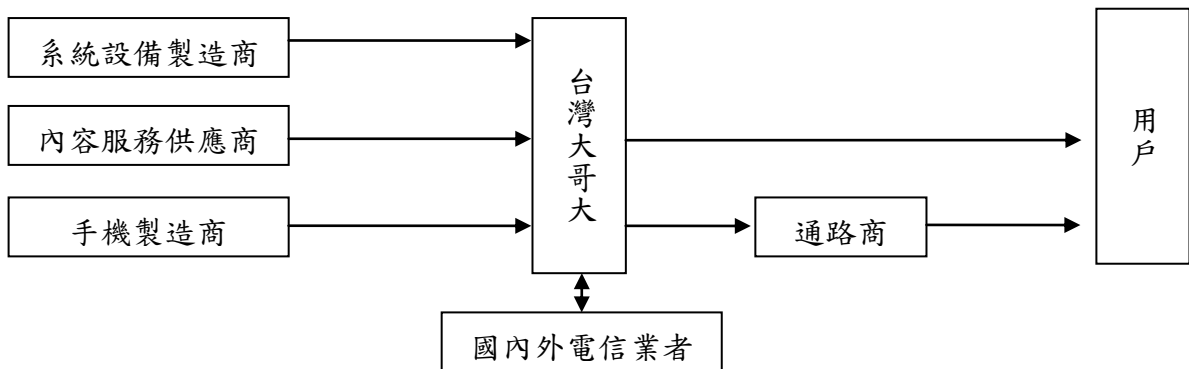 系統設備製造商
內容服務供應商
手機製造商
台灣大哥大
通路商
用戶
國內外電信業者